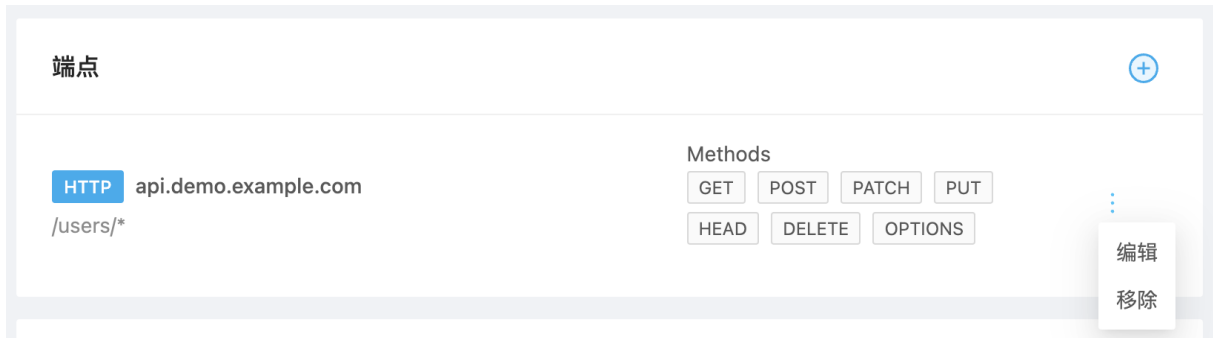 端点
Methods
HTTP api.demo.example.com
GET POST PATCH PUT
/users/*
HEAD DELETE OPTIONS
编辑
移除